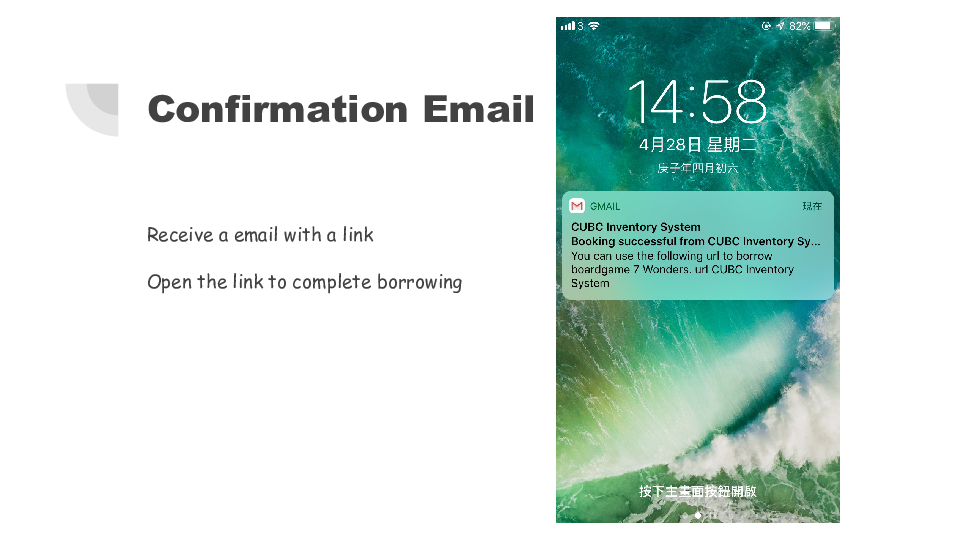 Confirmation Email
Receive a email with a link
Open the link to complete borrowing
3 82%
14:58
4月28日 星期二
庚子年四月初六
GMAIL 現在
CUBC Inventory System
Booking successful from CUBC Inventory Sy...
You can use the following url to borrow
boardgame 7 Wonders. url CUBC Inventory
System
按下主畫面按鈕開啟